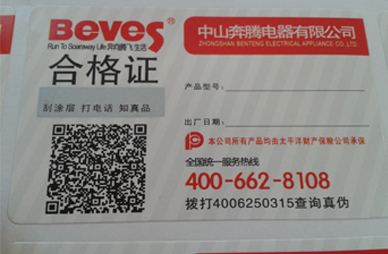 Beves®
Run To Soaraway Life 奔向腾飞生活
合格证
刮涂层 打电话 知真品
中山奔腾电器有限公司
ZHONGSHAN BENTENG ELECTRICAL APPLIANCE CO.,LTD
产品型号:
出厂日期:
本公司所有产品均由太平洋财产保险公司承保
全国统一服务热线
400-662-8108
拨打4006250315查询真伪